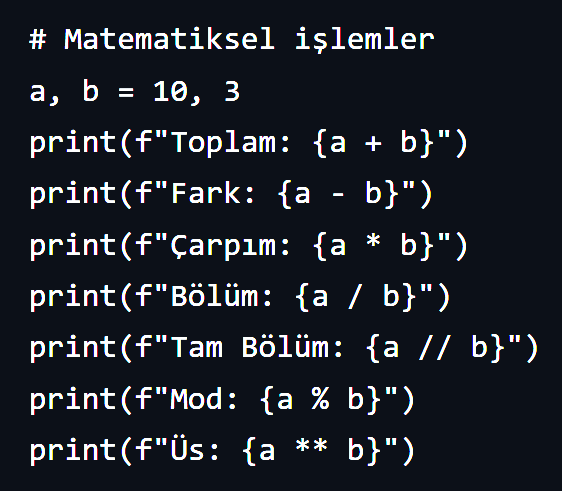 # Matematiksel işlemler
a, b = 10, 3
print(f"Toplam: {a + b}")
print(f"Fark: {a - b}")
print(f"Çarpım: {a * b}")
print(f"Bölüm: {a / b}")
print(f"Tam Bölüm: {a // b}")
print(f"Mod: {a % b}")
print(f"Üs: {a ** b}")